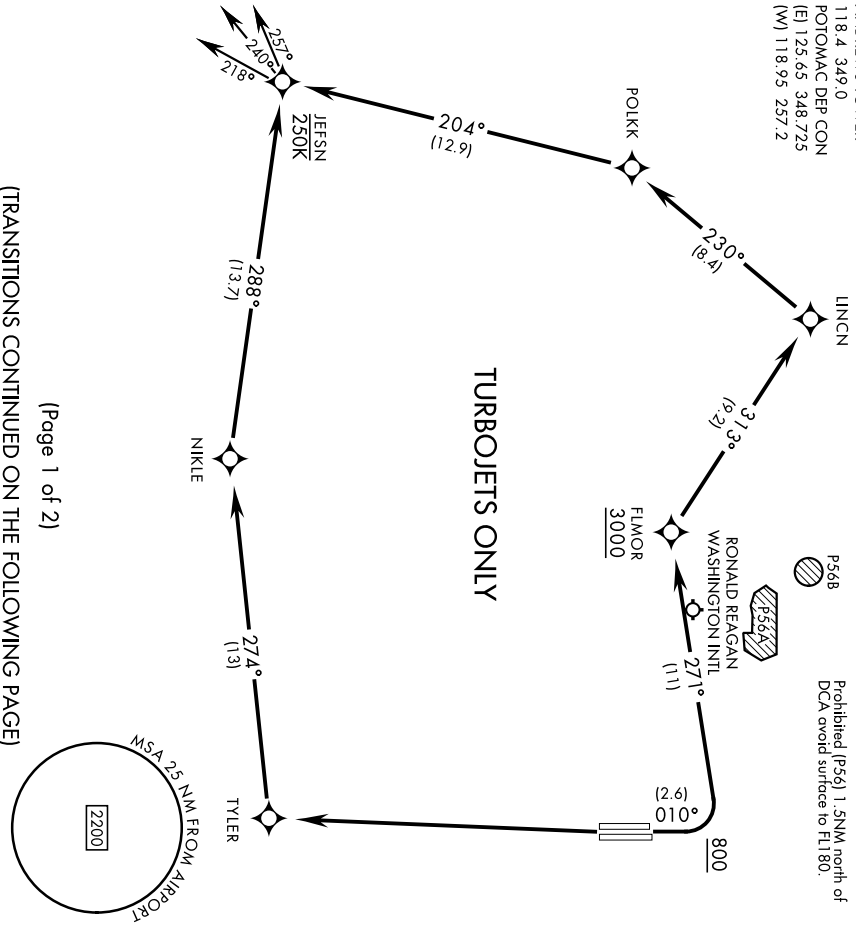 118.4 349.0
POTOMAC DEP CON
(E) 125.65 348.725
(W) 118.95 257.2
Prohibited (P56) 1.5NM north of
DCA avoid surface to FL180.
P56B
P56A
RONALD REAGAN
WASHINGTON INTL
LINCN
313°
(9.2)
230°
(8.4)
POLKK
204°
(12.9)
FLMOR
3000
271°
(11)
800
(2.6)
010°
TURBOJETS ONLY
JEFSN
250K
257°
240°
218°
288°
(13.7)
NIKLE
274°
(13)
TYLER
MSA 25 NM FROM AIRPORT
2200
(Page 1 of 2)
(TRANSITIONS CONTINUED ON THE FOLLOWING PAGE)